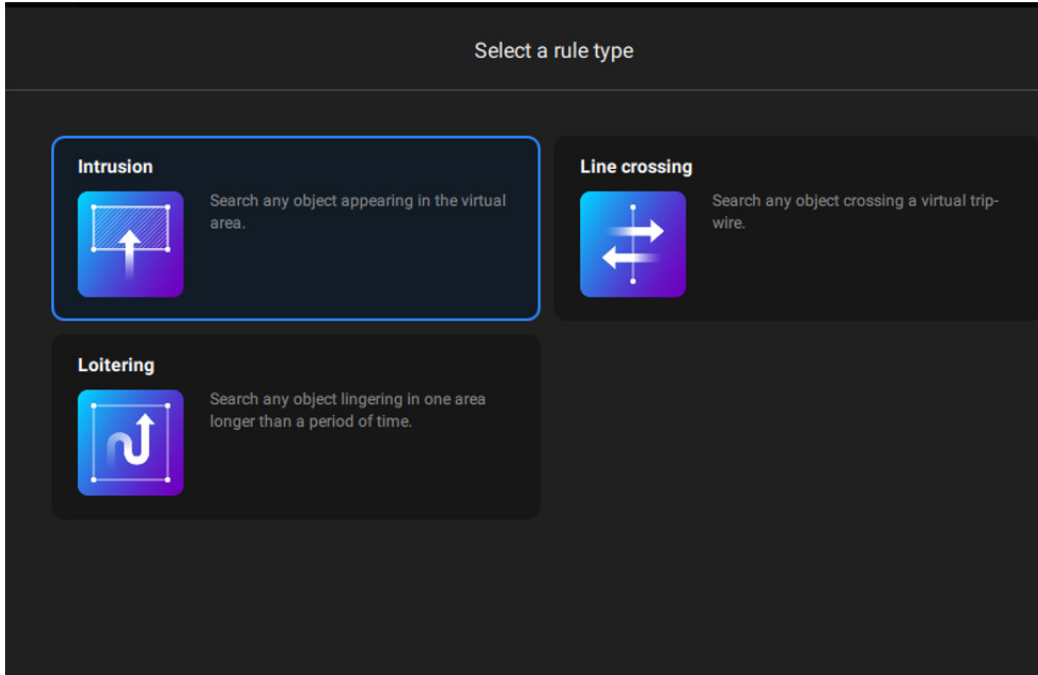 Select a rule type
Intrusion
Search any object appearing in the virtual
area.
Line crossing
Search any object crossing a virtual trip-
wire.
Loitering
Search any object lingering in one area
longer than a period of time.